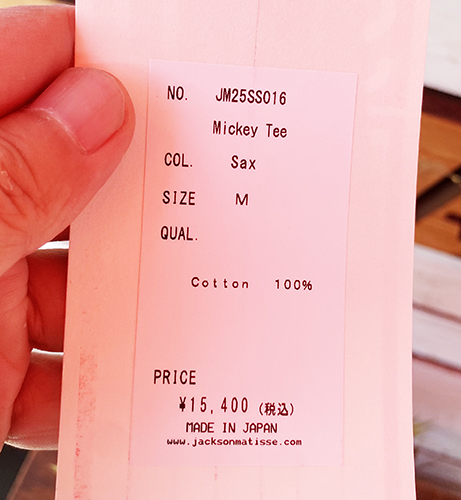 NO. JM25SS016
Mickey Tee
COL. Sax
SIZE M
QUAL.
Cotton 100%
PRICE
¥15,400 (税込)
MADE IN JAPAN
www.jacksonmatisse.com